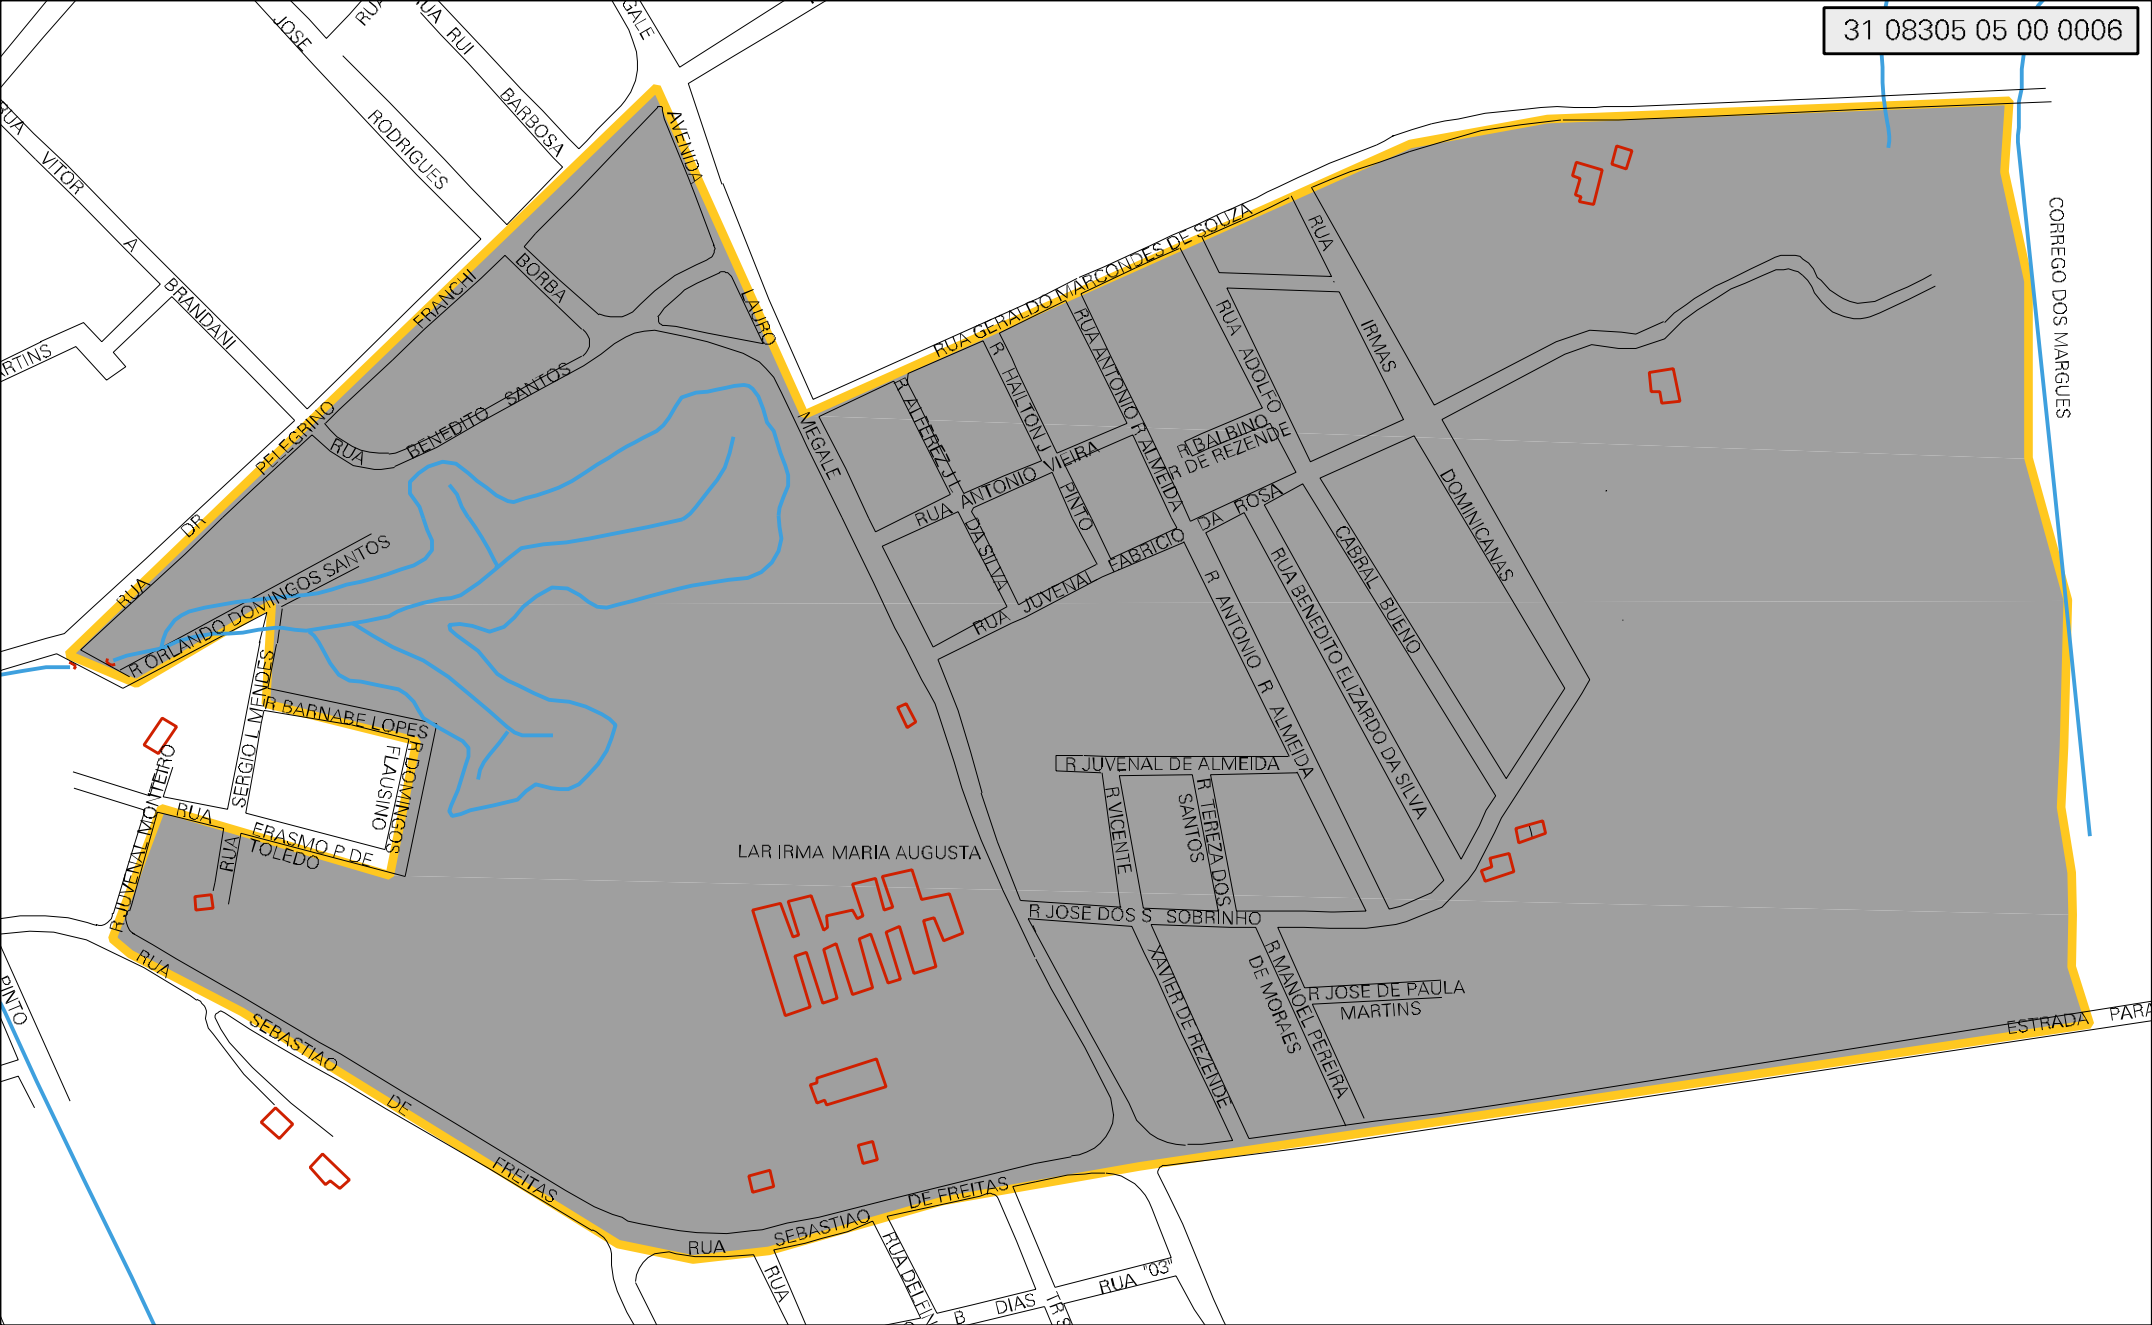 31 08305 05 00 0006
JOSE
RODRIGUES
RUA
RUI
BARBOSA
GALE
RUA
VITOR
A
BRANDANI
RUA
DR
PELEGRINO
FRANCHI
AVENIDA
LAURO
MEGALE
BORBA
RUA
BENEDITO
SANTOS
R ORLANDO DOMINGOS SANTOS
SERGIO L MENDES
R BARNABE LOPES
R DOMINGOS
FLAUSINO
R JUVENAL MONTEIRO
RUA
ERASMO P DE
TOLEDO
RUA
RUA
SEBASTIAO
DE
FREITAS
PINTO
LAR IRMA MARIA AUGUSTA
RUA GERALDO MARCONDES DE SOUZA
R ALFEREZ J L
DA SILVA
R HAILTON J
PINTO
RUA ANTONIO R ALMEIDA
RUA ANTONIO VIEIRA
RUA JUVENAL FABRICIO DA ROSA
RUA ADOLFO
R BALBINO
R DE REZENDE
RUA
IRMAS
DOMINICANAS
CABRAL BUENO
RUA BENEDITO ELIZARDO DA SILVA
R ANTONIO R ALMEIDA
R JUVENAL DE ALMEIDA
R VICENTE
XAVIER DE REZENDE
R TEREZA DOS
SANTOS
R JOSE DOS S SOBRINHO
R MANOEL PEREIRA
DE MORAES
R JOSE DE PAULA
MARTINS
CORREGO DOS MARGUES
ESTRADA PARA
RUA
SEBASTIAO
DE FREITAS
RUA
RUA DELFIN
B DIAS
RUA "03"